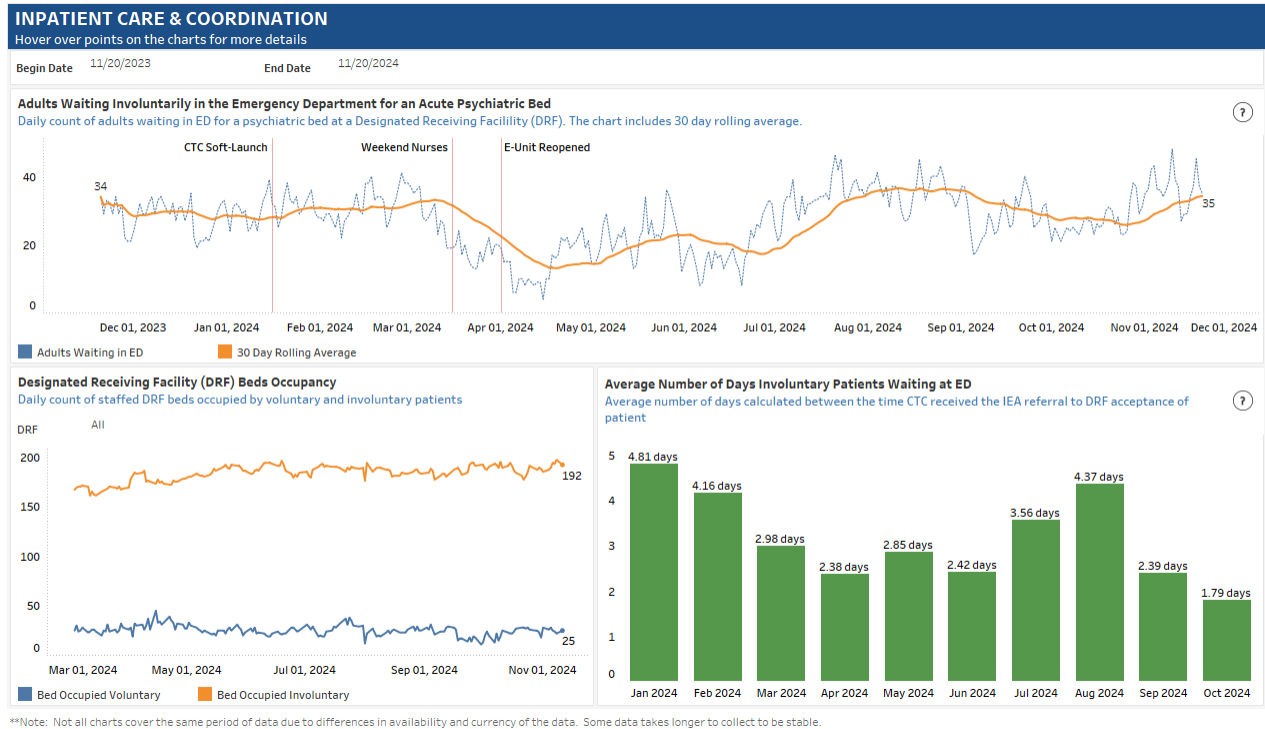 INPATIENT CARE & COORDINATION
Hover over points on the charts for more details
Begin Date 11/20/2023 End Date 11/20/2024
Adults Waiting Involuntarily in the Emergency Department for an Acute Psychiatric Bed
?
Daily count of adults waiting in ED for a psychiatric bed at a Designated Receiving Facilility (DRF). The chart includes 30 day rolling average.
CTC Soft-Launch Weekend Nurses E-Unit Reopened
40
34
35
20
0
Dec 01, 2023 Jan 01, 2024 Feb 01, 2024 Mar 01, 2024 Apr 01, 2024 May 01, 2024 Jun 01, 2024 Jul 01, 2024 Aug 01, 2024 Sep 01, 2024 Oct 01, 2024 Nov 01, 2024 Dec 01, 2024
Adults Waiting in ED 30 Day Rolling Average
Designated Receiving Facility (DRF) Beds Occupancy
Daily count of staffed DRF beds occupied by voluntary and involuntary patients
DRF All
200
192
150
100
50
25
0
Mar 01, 2024 May 01, 2024 Jul 01, 2024 Sep 01, 2024 Nov 01, 2024
Bed Occupied Voluntary Bed Occupied Involuntary
Average Number of Days Involuntary Patients Waiting at ED
?
Average number of days calculated between the time CTC received the IEA referral to DRF acceptance of
patient
5
4
3
2
1
0
4.81 days
4.16 days
2.98 days
2.38 days
2.85 days
2.42 days
3.56 days
4.37 days
2.39 days
1.79 days
Jan 2024 Feb 2024 Mar 2024 Apr 2024 May 2024 Jun 2024 Jul 2024 Aug 2024 Sep 2024 Oct 2024
**Note: Not all charts cover the same period of data due to differences in availability and currency of the data. Some data takes longer to collect to be stable.